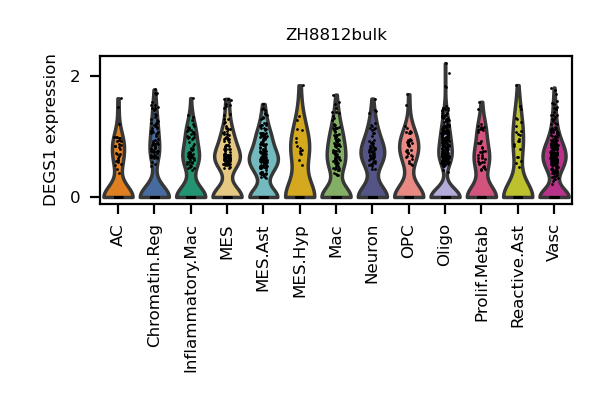 ZH8812bulk
DEGS1 expression
2
0
AC
Chromatin.Reg
Inflammatory.Mac
MES
MES.Ast
MES.Hyp
Mac
Neuron
OPC
Oligo
Prolif.Metab
Reactive.Ast
Vasc